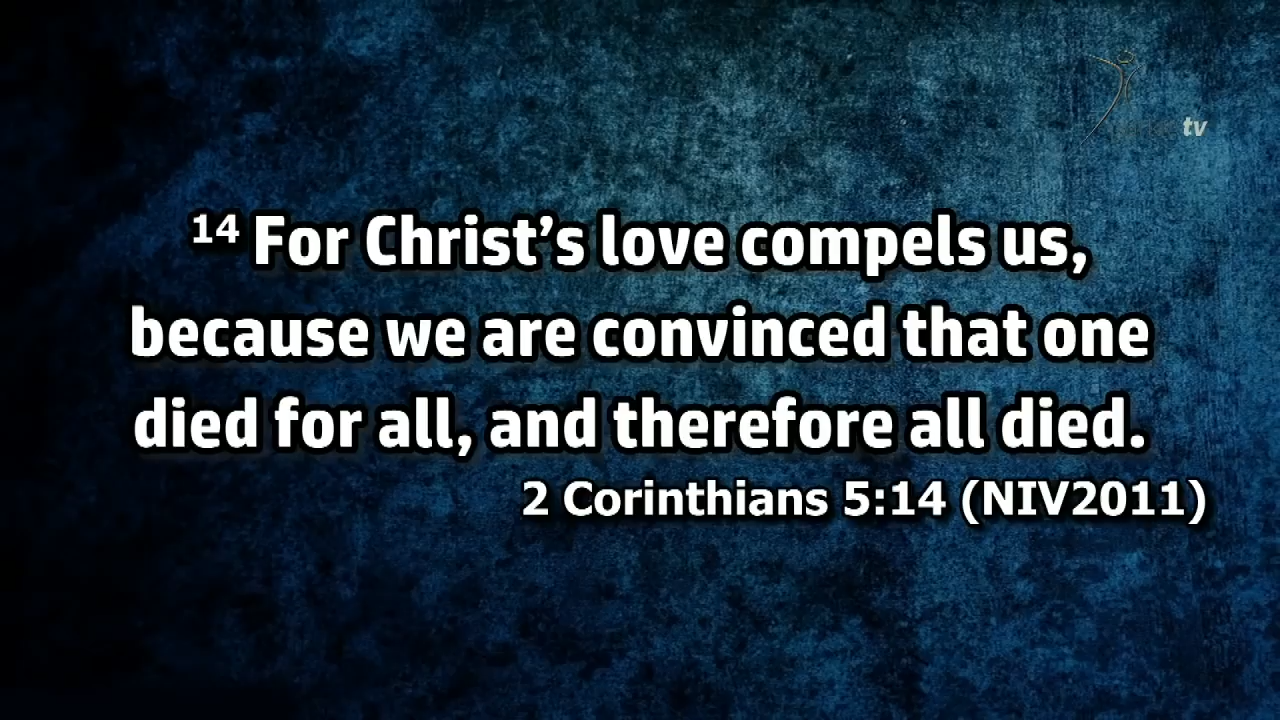 tv
14 For Christ’s love compels us,
because we are convinced that one
died for all, and therefore all died.
2 Corinthians 5:14 (NIV2011)